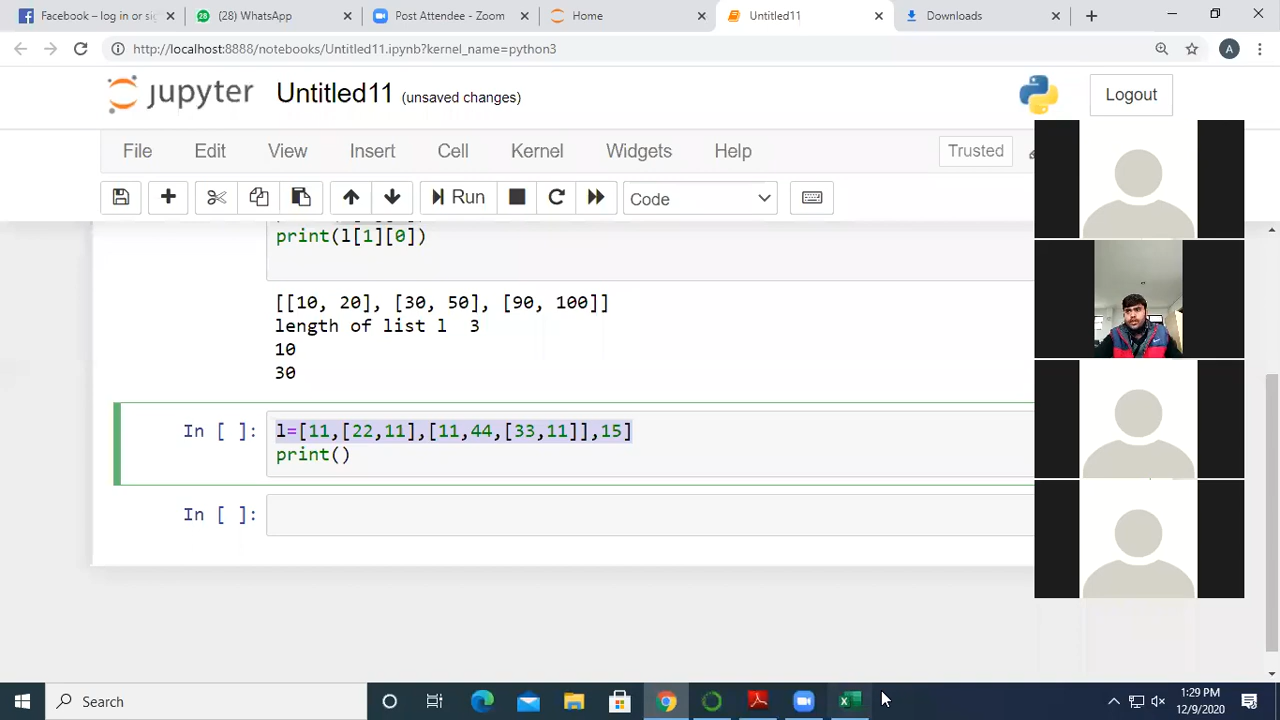 Facebook – log in or si
(28) WhatsApp
Post Attendee - Zoom
Home
Untitled11
Downloads
http://localhost:8888/notebooks/Untitled11.ipynb?kernel_name=python3
A
jupyter Untitled11 (unsaved changes)
Logout
File Edit View Insert Cell Kernel Widgets Help
Trusted
Run
Code
print(l[1][0])
[[10, 20], [30, 50], [90, 100]]
length of list l  3
10
30
In [ ]: l=[11,[22,11],[11,44,[33,11]],15]
print()
In [ ]:
Search
1:29 PM
12/9/2020